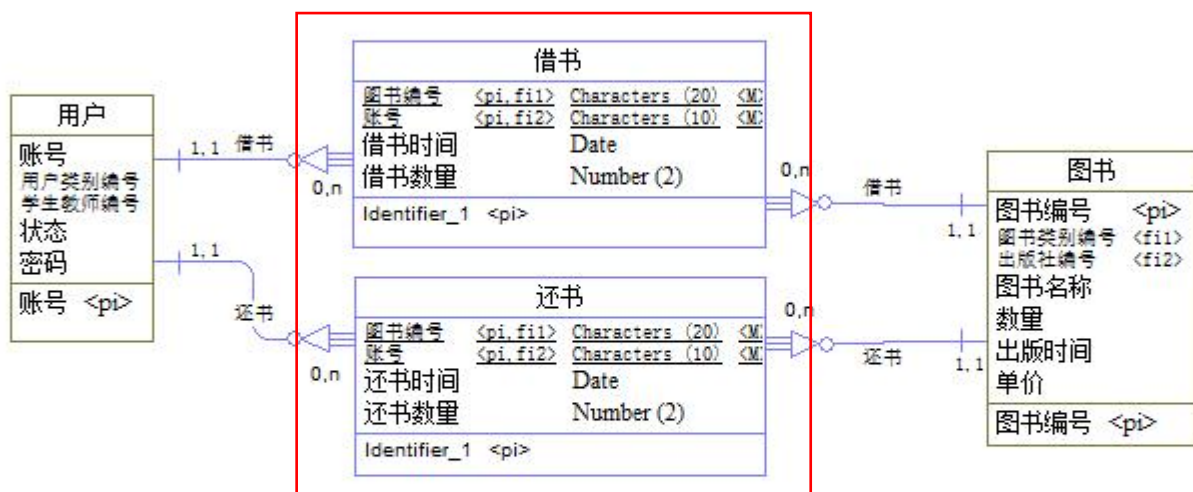 用户
账号
用户类别编号
学生教师编号
状态
密码
账号 <pi>
1,1 借书
0,n
1,1
还书
0,n
借书
图书编号 <pi,fi1> Characters (20) <M>
账号 <pi,fi2> Characters (10) <M>
借书时间 Date
借书数量 Number (2)
Identifier_1 <pi>
还书
图书编号 <pi,fi1> Characters (20) <M>
账号 <pi,fi2> Characters (10) <M>
还书时间 Date
还书数量 Number (2)
Identifier_1 <pi>
0,n
借书
1,1
0,n
还书
1,1
图书
图书编号 <pi>
图书类别编号 <fi1>
出版社编号 <fi2>
图书名称
数量
出版时间
单价
图书编号 <pi>